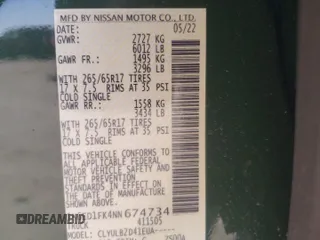 MFD BY NISSAN MOTOR CO., LTD.
DATE: 05/22
GVWR: 2727 KG
6012 LB
GAWR FR.: 1495 KG
3296 LB
WITH 265/65R17 TIRES
17 X 7.5 RIMS AT 35 PSI
COLD SINGLE
GAWR RR.: 1558 KG
3434 LB
WITH 265/65R17 TIRES
17 X 7.5 RIMS AT 35 PSI
COLD SINGLE
THIS VEHICLE CONFORMS TO ALL
APPLICABLE FEDERAL MOTOR
VEHICLE SAFETY AND THEFT
PREVENTION STANDARDS IN
EFFECT ON THE DATE OF
MANUFACTURE SHOWN ABOVE.
ED1FK4NN674734
TRUCK 411505
CLYULBZD41EUA-----
© DREAMBID.COM